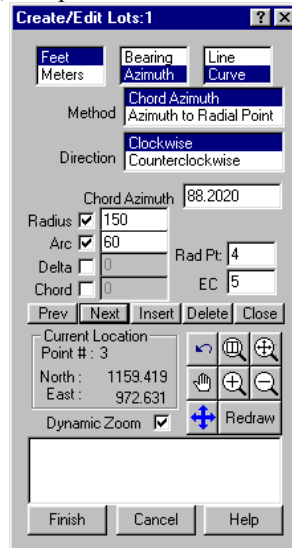 Create/Edit Lots:1 ? X
Feet Bearing Line
Meters Azimuth Curve
Method Chord Azimuth
Azimuth to Radial Point
Direction Clockwise
Counterclockwise
Chord Azimuth 88.2020
Radius 150
Arc 60
Rad Pt: 4
Delta 0
EC 5
Chord 0
Prev Next Insert Delete Close
Current Location
Point # : 3
North : 1159.419
East : 972.631
Dynamic Zoom Redraw
Finish Cancel Help